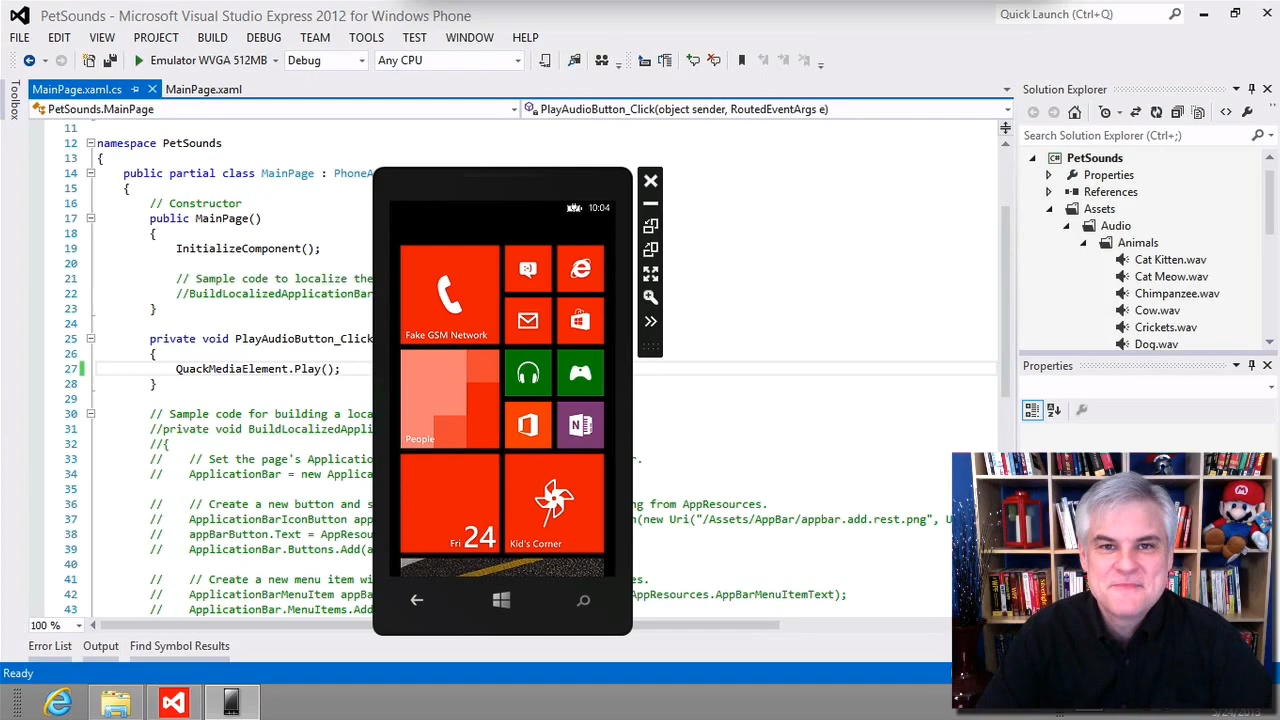 PetSounds - Microsoft Visual Studio Express 2012 for Windows Phone
Quick Launch (Ctrl+Q)
FILE EDIT VIEW PROJECT BUILD DEBUG TEAM TOOLS TEST WINDOW HELP
Emulator WVGA 512MB Debug Any CPU
Toolbox
MainPage.xaml.cs MainPage.xaml
PetSounds.MainPage PlayAudioButton_Click(object sender, RoutedEventArgs e)
11
12 namespace PetSounds
13 {
14 public partial class MainPage : PhoneA
15 {
16 // Constructor
17 public MainPage()
18 {
19 InitializeComponent();
20
21 // Sample code to localize the
22 //BuildLocalizedApplicationBar
23 }
24
25 private void PlayAudioButton_Click
26 {
27 QuackMediaElement.Play();
28 }
29
30 // Sample code for building a loca
31 //private void BuildLocalizedAppli
32 //{
33 // // Set the page's Application
34 // ApplicationBar = new Applicat
35
36 // // Create a new button and s ing from AppResources.
37 // ApplicationBarIconButton app n(new Uri("/Assets/AppBar/appbar.add.rest.png", U
38 // appBarButton.Text = AppResou
39 // ApplicationBar.Buttons.Add(a
40
41 // // Create a new menu item wi es.
42 // ApplicationBarMenuItem appBa AppResources.AppBarMenuItemText);
43 // ApplicationBar.MenuItems.Add
100 %
Error List Output Find Symbol Results
Ready
10:04
Fake GSM Network
People
Fri 24
Kid's Corner
Solution Explorer
Search Solution Explorer (Ctrl+;)
PetSounds
Properties
References
Assets
Audio
Animals
Cat Kitten.wav
Cat Meow.wav
Chimpanzee.wav
Cow.wav
Crickets.wav
Dog.wav
Properties